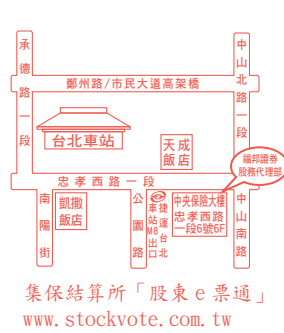 承德路一段
中山北路一段
鄭州路/市民大道高架橋
台北車站
天成
飯店
福邦證券
股務代理部
忠孝西路一段
南陽街
凱撒
飯店
公園路
捷運台北
車站M8出口
中央保險大樓
忠孝西路
一段6號6F
中山南路
集保結算所「股東e票通」
www.stockvote.com.tw